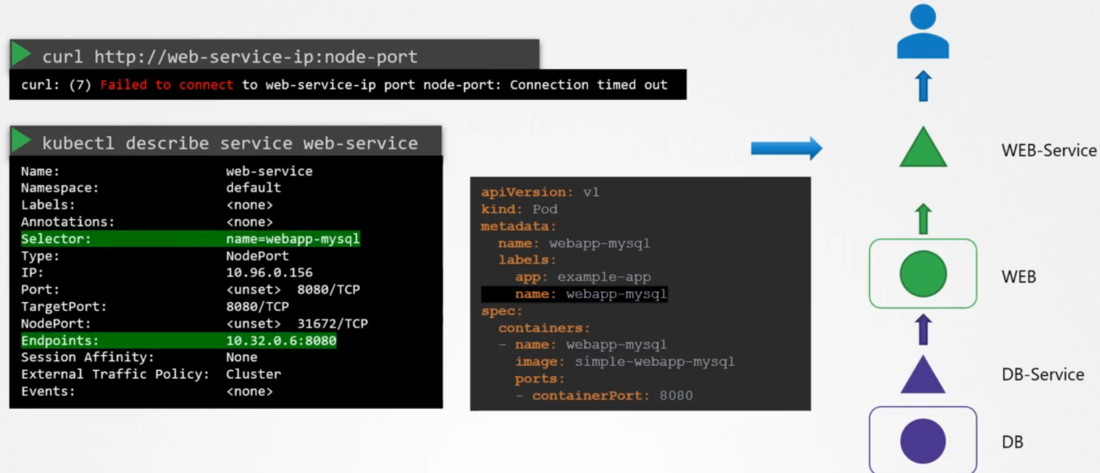 curl http://web-service-ip:node-port
curl: (7) Failed to connect to web-service-ip port node-port: Connection timed out
kubectl describe service web-service
Name: web-service
Namespace: default
Labels: <none>
Annotations: <none>
Selector: name=webapp-mysql
Type: NodePort
IP: 10.96.0.156
Port: <unset> 8080/TCP
TargetPort: 8080/TCP
NodePort: <unset> 31672/TCP
Endpoints: 10.32.0.6:8080
Session Affinity: None
External Traffic Policy: Cluster
Events: <none>
apiVersion: v1
kind: Pod
metadata:
  name: webapp-mysql
  labels:
    app: example-app
    name: webapp-mysql
spec:
  containers:
  - name: webapp-mysql
    image: simple-webapp-mysql
    ports:
    - containerPort: 8080
WEB-Service
WEB
DB-Service
DB